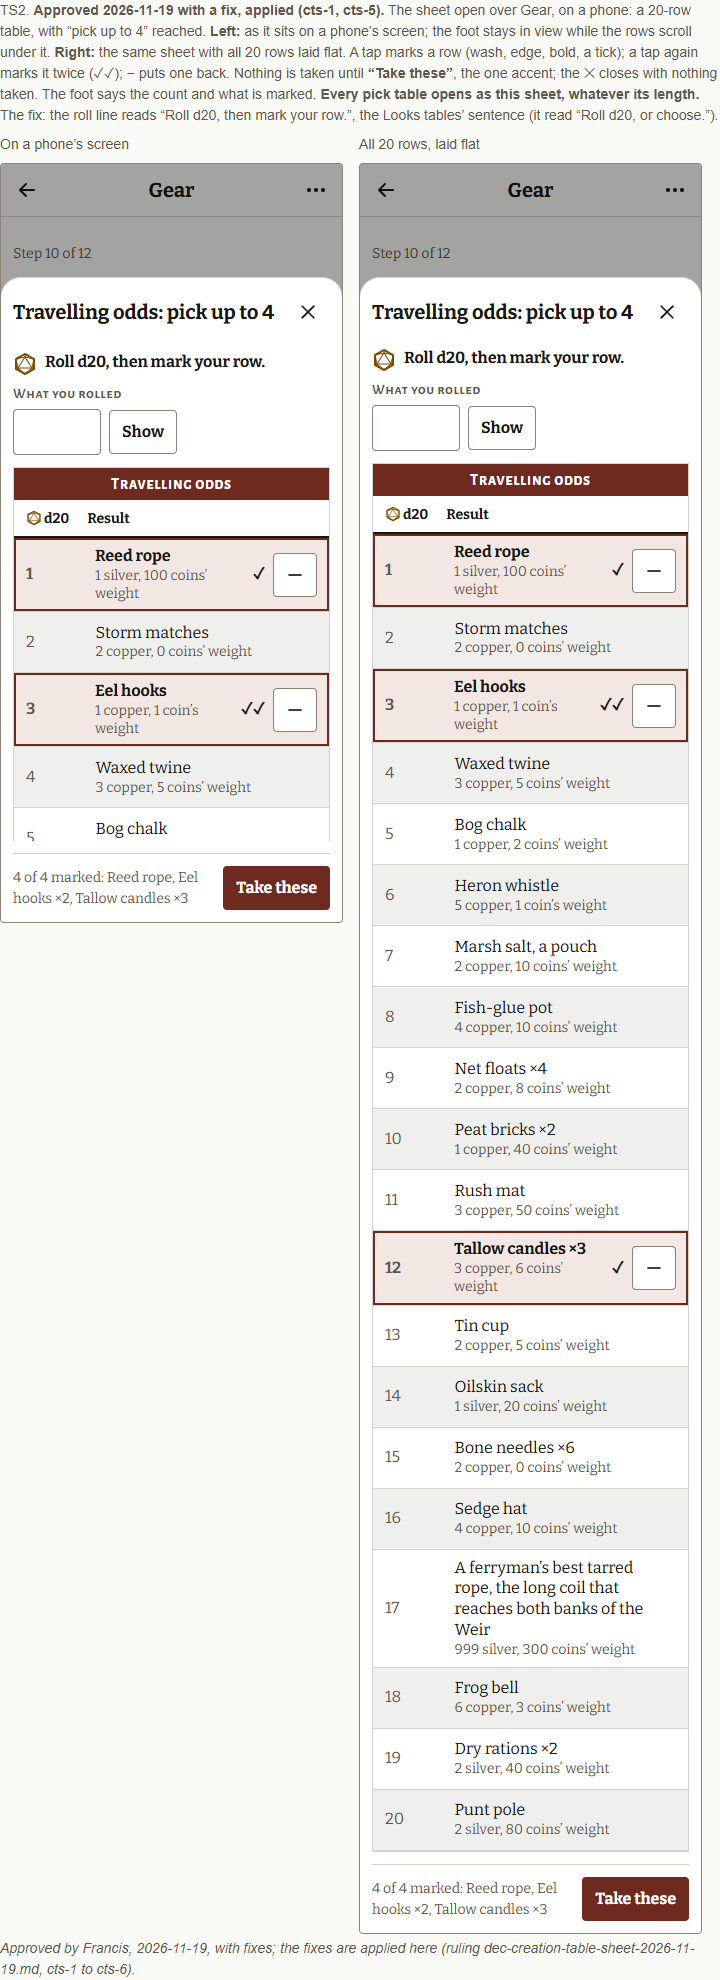 TS2. Approved 2026-11-19 with a fix, applied (cts-1, cts-5). The sheet open over Gear, on a phone: a 20-row
table, with “pick up to 4” reached. Left: as it sits on a phone’s screen; the foot stays in view while the rows scroll
under it. Right: the same sheet with all 20 rows laid flat. A tap marks a row (wash, edge, bold, a tick); a tap again
marks it twice (✓✓); − puts one back. Nothing is taken until “Take these”, the one accent; the ✕ closes with nothing
taken. The foot says the count and what is marked. Every pick table opens as this sheet, whatever its length.
The fix: the roll line reads “Roll d20, then mark your row.”, the Looks tables’ sentence (it read “Roll d20, or choose.”).
On a phone’s screen
Gear
Step 10 of 12
Travelling odds: pick up to 4
Roll d20, then mark your row.
WHAT YOU ROLLED
Show
TRAVELLING ODDS
d20 Result
1 Reed rope ✓ −
1 silver, 100 coins’
weight
2 Storm matches
2 copper, 0 coins’ weight
3 Eel hooks ✓✓ −
1 copper, 1 coin’s
weight
4 Waxed twine
3 copper, 5 coins’ weight
5 Bog chalk
4 of 4 marked: Reed rope, Eel
hooks ×2, Tallow candles ×3
Take these
All 20 rows, laid flat
Gear
Step 10 of 12
Travelling odds: pick up to 4
Roll d20, then mark your row.
WHAT YOU ROLLED
Show
TRAVELLING ODDS
d20 Result
1 Reed rope ✓ −
1 silver, 100 coins’
weight
2 Storm matches
2 copper, 0 coins’ weight
3 Eel hooks ✓✓ −
1 copper, 1 coin’s
weight
4 Waxed twine
3 copper, 5 coins’ weight
5 Bog chalk
1 copper, 2 coins’ weight
6 Heron whistle
5 copper, 1 coin’s weight
7 Marsh salt, a pouch
2 copper, 10 coins’ weight
8 Fish-glue pot
4 copper, 10 coins’ weight
9 Net floats ×4
2 copper, 8 coins’ weight
10 Peat bricks ×2
1 copper, 40 coins’ weight
11 Rush mat
3 copper, 50 coins’ weight
12 Tallow candles ×3 ✓ −
3 copper, 6 coins’
weight
13 Tin cup
2 copper, 5 coins’ weight
14 Oilskin sack
1 silver, 20 coins’ weight
15 Bone needles ×6
2 copper, 0 coins’ weight
16 Sedge hat
4 copper, 10 coins’ weight
17 A ferryman’s best tarred
rope, the long coil that
reaches both banks of the
Weir
999 silver, 300 coins’ weight
18 Frog bell
6 copper, 3 coins’ weight
19 Dry rations ×2
2 silver, 40 coins’ weight
20 Punt pole
2 silver, 80 coins’ weight
4 of 4 marked: Reed rope, Eel
hooks ×2, Tallow candles ×3
Take these
Approved by Francis, 2026-11-19, with fixes; the fixes are applied here (ruling dec-creation-table-sheet-2026-11-
19.md, cts-1 to cts-6).